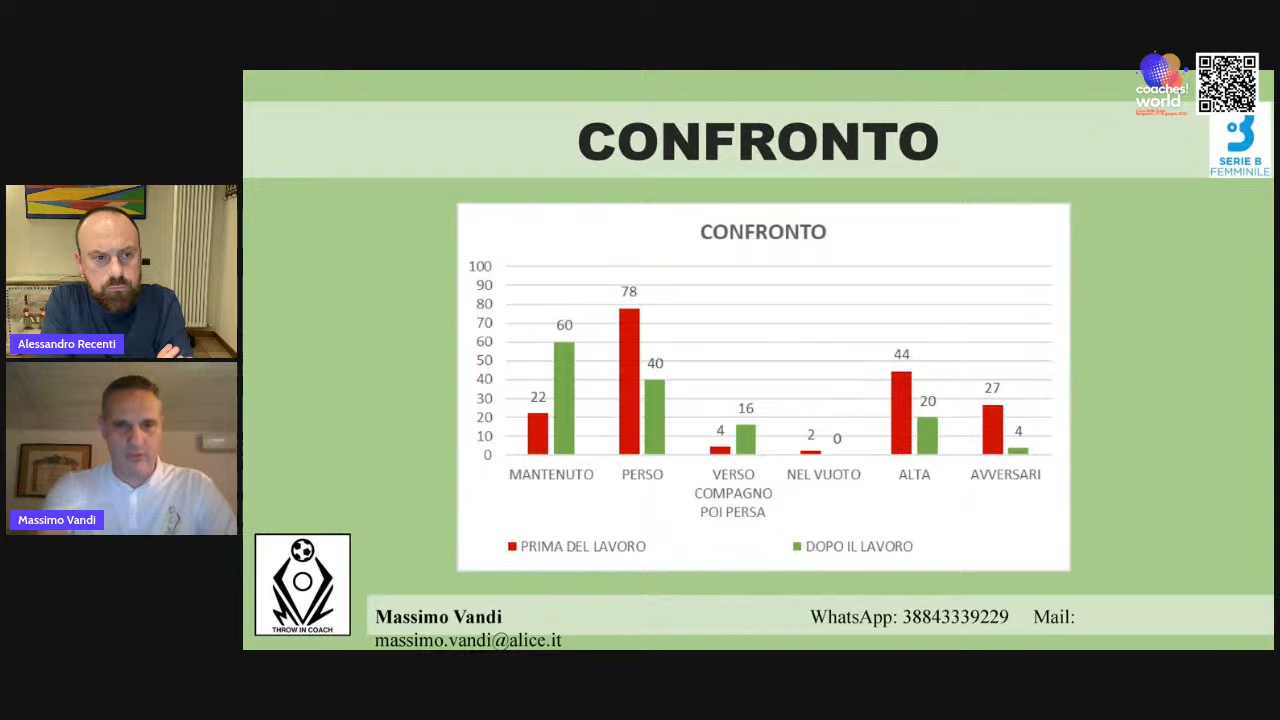 coaches!
world
CONFRONTO
SERIE B
FEMMINILE
CONFRONTO
100
90
80
70
60
50
40
30
20
10
0
22
60
78
40
4
16
2
0
44
20
27
4
MANTENUTO
PERSO
VERSO
COMPAGNO
POI PERSA
NEL VUOTO
ALTA
AVVERSARI
PRIMA DEL LAVORO
DOPO IL LAVORO
Alessandro Recenti
Massimo Vandi
THROW IN COACH
Massimo Vandi
WhatsApp: 38843339229 Mail:
massimo.vandi@alice.it